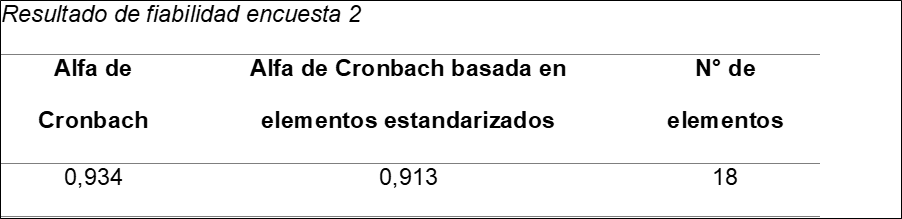 Resultado de fiabilidad encuesta 2
Alfa de Alfa de Cronbach basada en N° de
Cronbach elementos estandarizados elementos
0,934 0,913 18